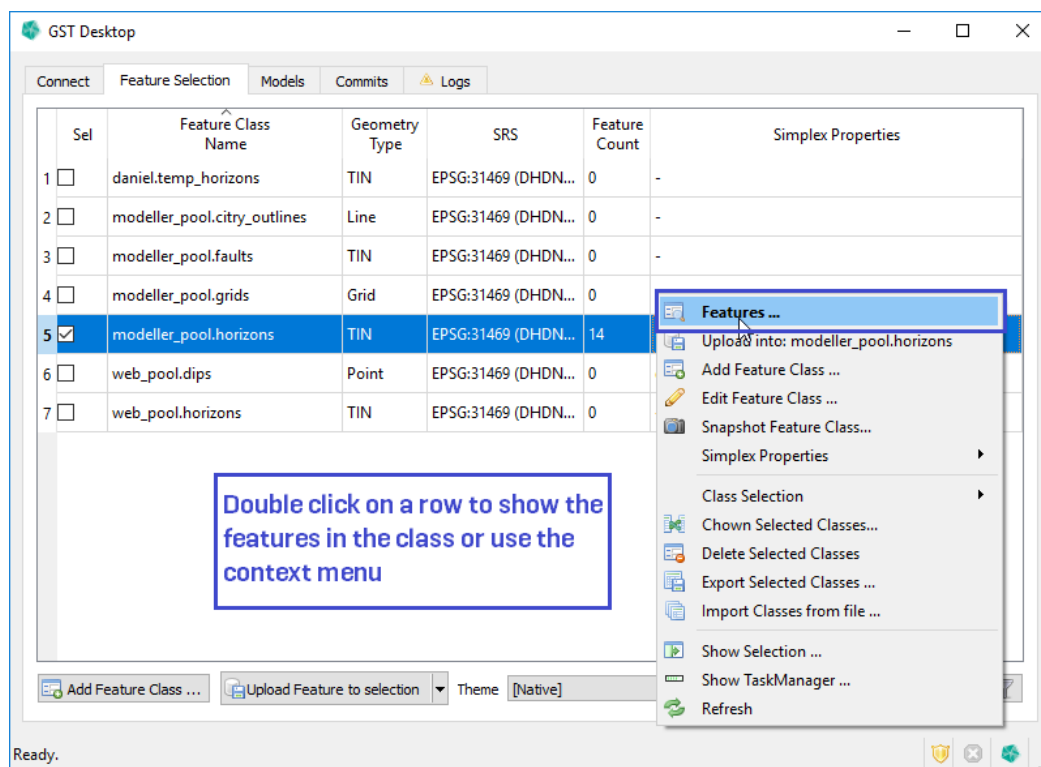 GST Desktop
Connect
Feature Selection
Models
Commits
Logs
Sel
Feature Class
Name
Geometry
Type
SRS
Feature
Count
Simplex Properties
1 daniel.temp_horizons TIN EPSG:31469 (DHDN... 0 -
2 modeller_pool.citry_outlines Line EPSG:31469 (DHDN... 0 -
3 modeller_pool.faults TIN EPSG:31469 (DHDN... 0 -
4 modeller_pool.grids Grid EPSG:31469 (DHDN... 0
5 modeller_pool.horizons TIN EPSG:31469 (DHDN... 14
6 web_pool.dips Point EPSG:31469 (DHDN... 0
7 web_pool.horizons TIN EPSG:31469 (DHDN... 0
Features ...
Upload into: modeller_pool.horizons
Add Feature Class ...
Edit Feature Class ...
Snapshot Feature Class...
Simplex Properties
Class Selection
Chown Selected Classes...
Delete Selected Classes
Export Selected Classes ...
Import Classes from file ...
Show Selection ...
Show TaskManager ...
Refresh
Double click on a row to show the
features in the class or use the
context menu
Add Feature Class ...
Upload Feature to selection
Theme
[Native]
Ready.